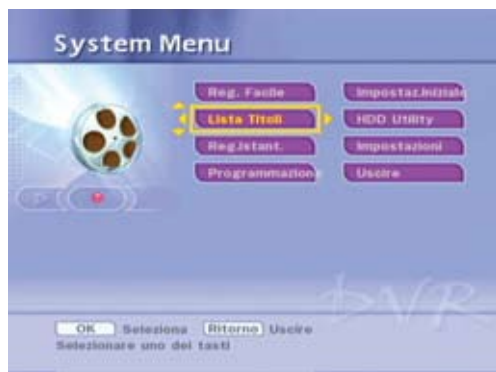 System Menu
Reg. Facile
Impostaz.Iniziale
Lista Titoli
HDD Utility
Reg.Istant.
Impostazioni
Programmazione
Uscire
DVR
OK Seleziona Ritorno Uscire
Selezionare uno dei tasti